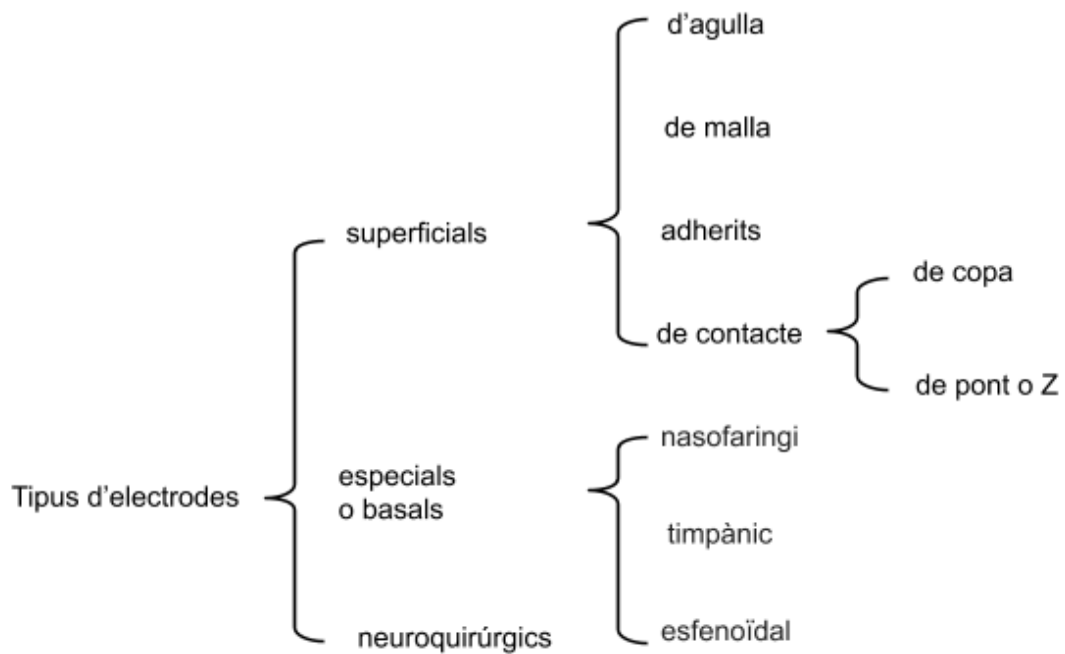 Tipus d’electrodes
superficials
d’agulla
de malla
adherits
de contacte
de copa
de pont o Z
especials
o basals
nasofaringi
timpànic
esfenoïdal
neuroquirúrgics